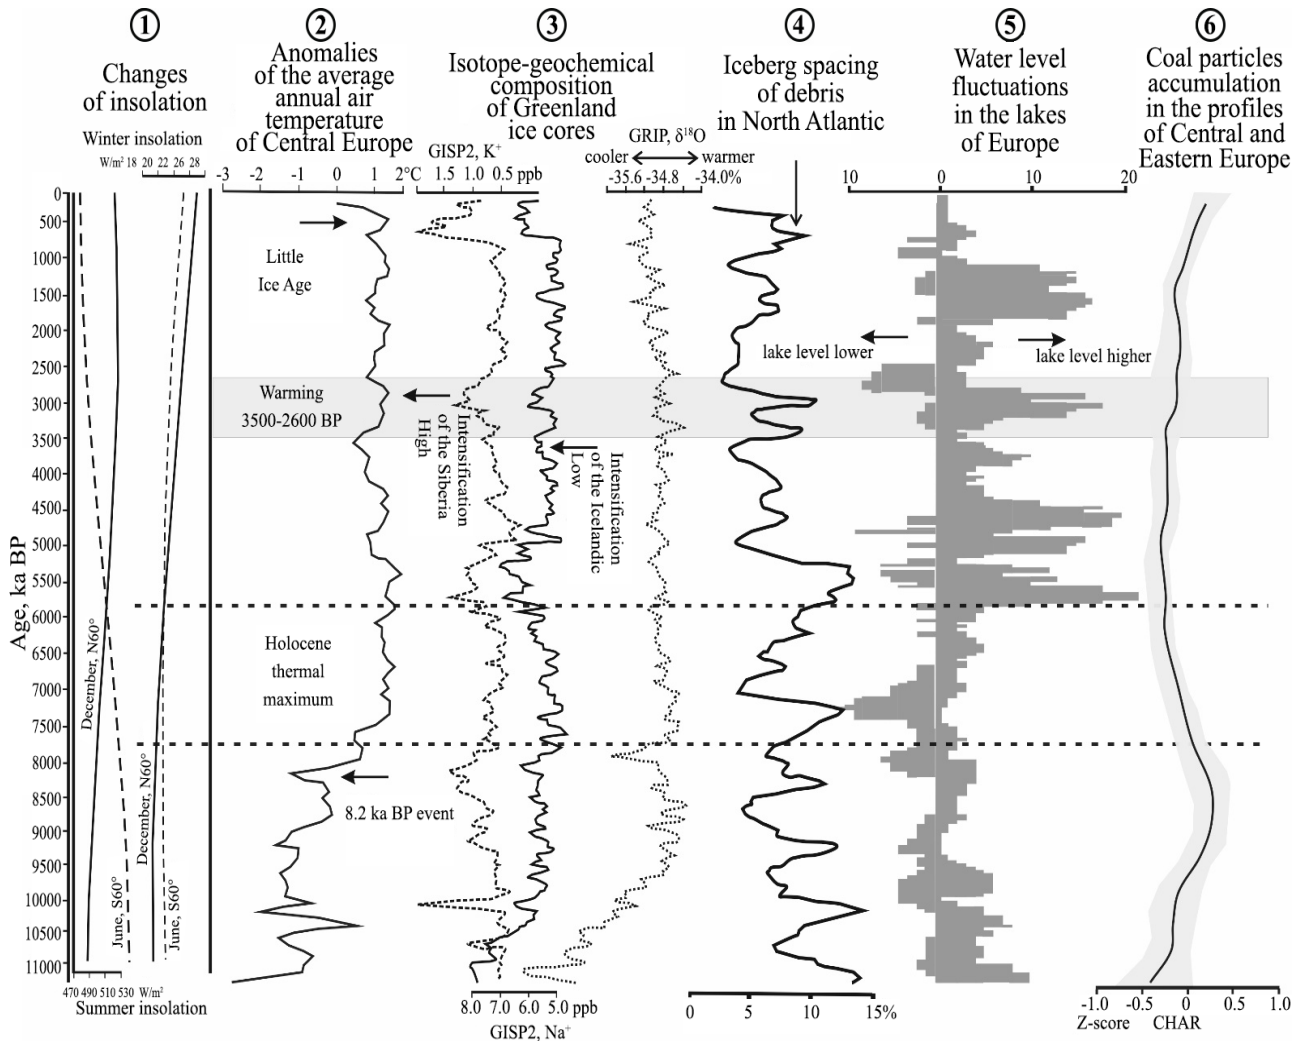 1
Changes
of insolation
Winter insolation
W/m² 18 20 22 26 28
2
Anomalies
of the average
annual air
temperature
of Central Europe
-3 -2 -1 0 1 2°C
3
Isotope-geochemical
composition
of Greenland
ice cores
GISP2, K⁺
1.5 1.0 0.5 ppb
GRIP, δ¹⁸O
cooler warmer
-35.6 -34.8 -34.0%
4
Iceberg spacing
of debris
in North Atlantic
5
Water level
fluctuations
in the lakes
of Europe
10 0 10 20
6
Coal particles
accumulation
in the profiles
of Central and
Eastern Europe
Age, ka BP
0
500
1000
1500
2000
2500
3000
3500
4000
4500
5000
5500
6000
6500
7000
7500
8000
8500
9000
9500
10000
10500
11000
December, N60°
June, S60°
December, N60°
June, S60°
470 490 510 530 W/m²
Summer insolation
Little
Ice Age
Warming
3500-2600 BP
Holocene
thermal
maximum
8.2 ka BP event
Intensification
of the Siberia
High
Intensification
of the Icelandic
Low
8.0 7.0 6.0 5.0 ppb
GISP2, Na⁺
0 5 10 15%
lake level lower
lake level higher
-1.0 -0.5 0 0.5 1.0
Z-score CHAR